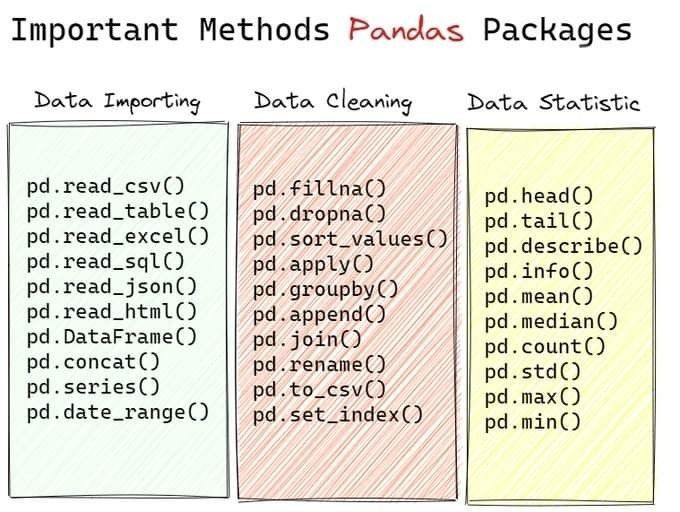 Important Methods Pandas Packages
Data Importing
pd.read_csv()
pd.read_table()
pd.read_excel()
pd.read_sql()
pd.read_json()
pd.read_html()
pd.DataFrame()
pd.concat()
pd.series()
pd.date_range()
Data Cleaning
pd.fillna()
pd.dropna()
pd.sort_values()
pd.apply()
pd.groupby()
pd.append()
pd.join()
pd.rename()
pd.to_csv()
pd.set_index()
Data Statistic
pd.head()
pd.tail()
pd.describe()
pd.info()
pd.mean()
pd.median()
pd.count()
pd.std()
pd.max()
pd.min()